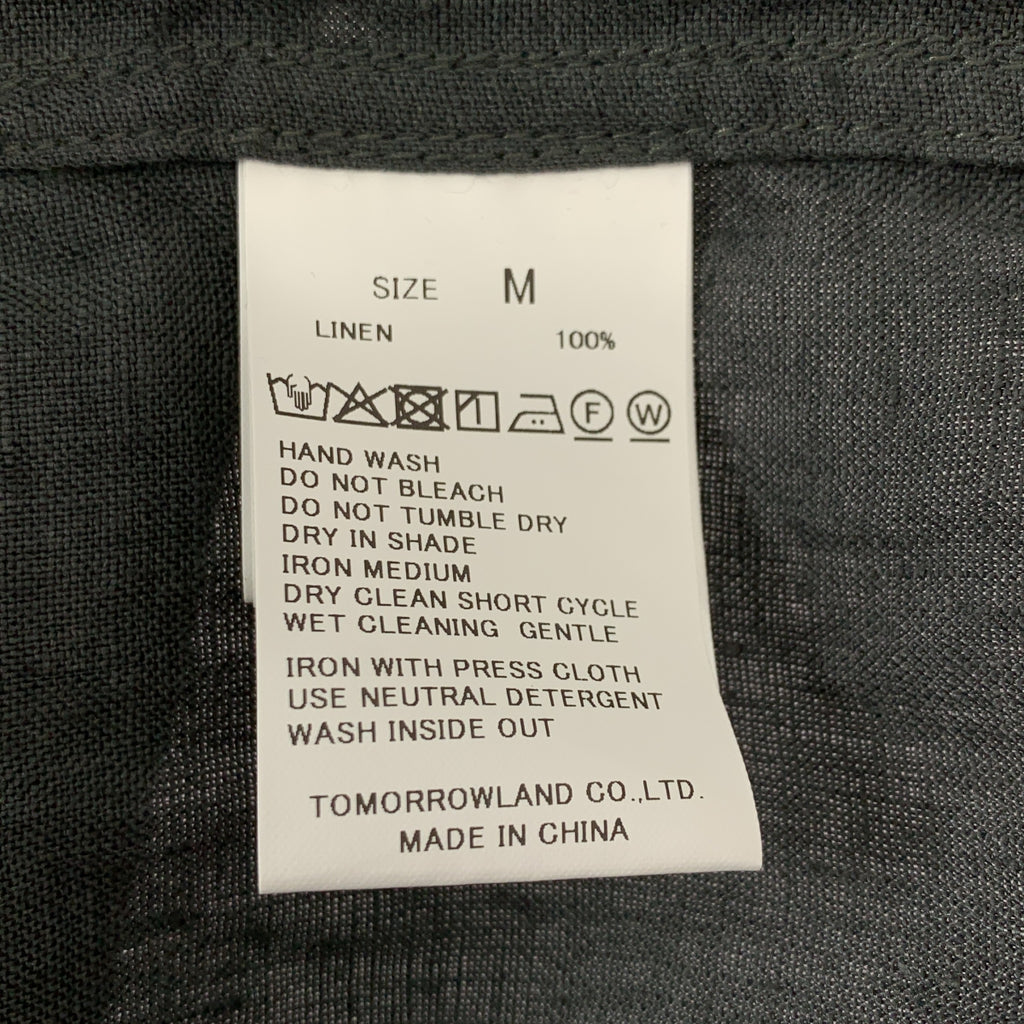 SIZE M
LINEN 100%
F W
HAND WASH
DO NOT BLEACH
DO NOT TUMBLE DRY
DRY IN SHADE
IRON MEDIUM
DRY CLEAN SHORT CYCLE
WET CLEANING GENTLE
IRON WITH PRESS CLOTH
USE NEUTRAL DETERGENT
WASH INSIDE OUT
TOMORROWLAND CO.,LTD.
MADE IN CHINA